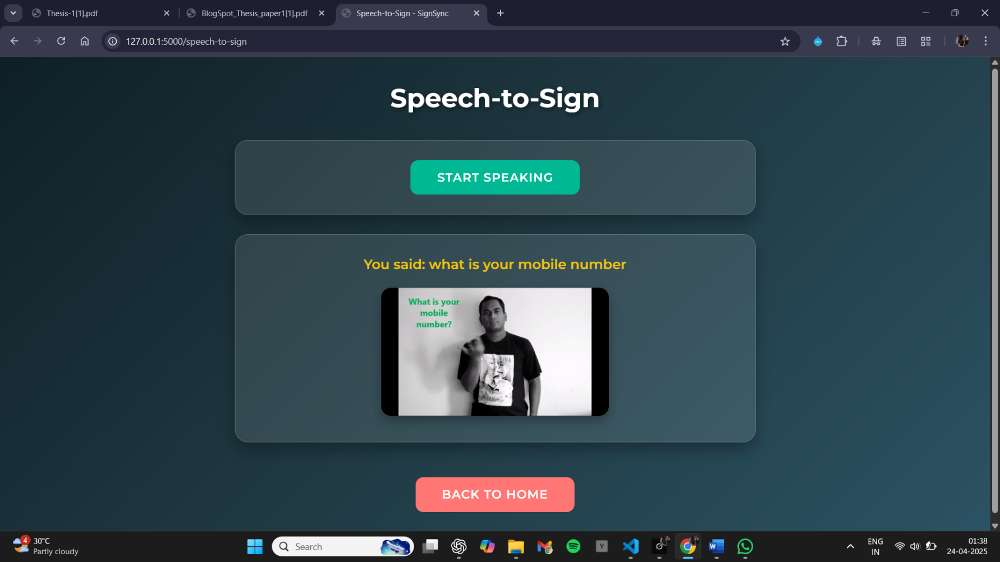 Thesis-1[1].pdf
BlogSpot_Thesis_paper1[1].pdf
Speech-to-Sign - SignSync
127.0.0.1:5000/speech-to-sign
Speech-to-Sign
START SPEAKING
You said: what is your mobile number
What is your
mobile
number?
VIVA
BACK TO HOME
4
30°C
Partly cloudy
Search
Y
W
ENG
IN
01:38
24-04-2025